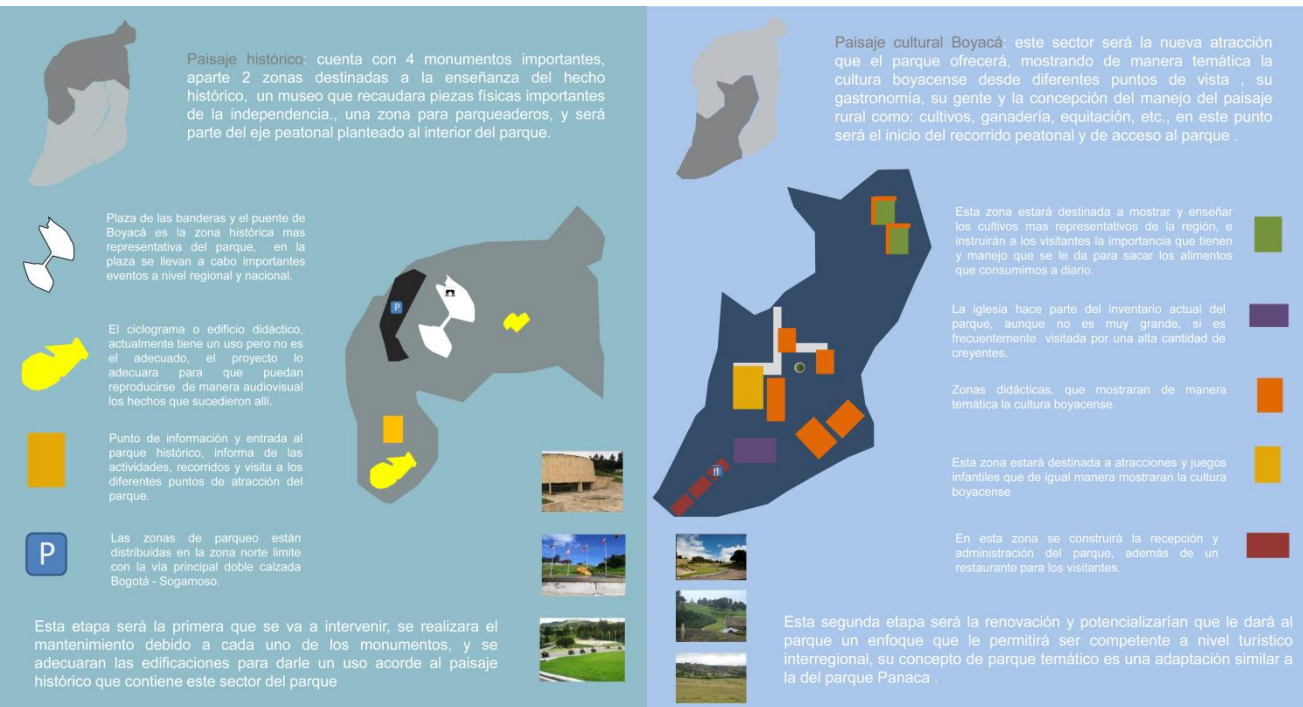 Paisaje histórico: cuenta con 4 monumentos importantes,
aparte 2 zonas destinadas a la enseñanza del hecho
histórico, un museo que recaudara piezas físicas importantes
de la independencia., una zona para parqueaderos, y será
parte del eje peatonal planteado al interior del parque.
Plaza de las banderas y el puente de
Boyacá es la zona histórica mas
representativa del parque, en la
plaza se llevan a cabo importantes
eventos a nivel regional y nacional.
El ciclograma o edificio didáctico,
actualmente tiene un uso pero no es
el adecuado, el proyecto lo
adecuara para que puedan
reproducirse de manera audiovisual
los hechos que sucedieron allí.
Punto de información y entrada al
parque histórico, informa de las
actividades, recorridos y visita a los
diferentes puntos de atracción del
parque.
P
Las zonas de parqueo están
distribuidas en la zona norte limite
con la vía principal doble calzada
Bogotá - Sogamoso.
P
Esta etapa será la primera que se va a intervenir, se realizara el
mantenimiento debido a cada uno de los monumentos, y se
adecuaran las edificaciones para darle un uso acorde al paisaje
histórico que contiene este sector del parque
Paisaje cultural Boyacá: este sector será la nueva atracción
que el parque ofrecerá, mostrando de manera temática la
cultura boyacense desde diferentes puntos de vista , su
gastronomía, su gente y la concepción del manejo del paisaje
rural como: cultivos, ganadería, equitación, etc., en este punto
será el inicio del recorrido peatonal y de acceso al parque .
Esta zona estará destinada a mostrar y enseñar
los cultivos mas representativos de la región, e
instruirán a los visitantes la importancia que tienen
y manejo que se le da para sacar los alimentos
que consumimos a diario.
La iglesia hace parte del inventario actual del
parque, aunque no es muy grande, si es
frecuentemente visitada por una alta cantidad de
creyentes.
Zonas didácticas, que mostraran de manera
temática la cultura boyacense.
Esta zona estará destinada a atracciones y juegos
infantiles que de igual manera mostraran la cultura
boyacense
En esta zona se construirá la recepción y
administración del parque, además de un
restaurante para los visitantes.
Esta segunda etapa será la renovación y potencializarían que le dará al
parque un enfoque que le permitirá ser competente a nivel turístico
interregional, su concepto de parque temático es una adaptación similar a
la del parque Panaca .